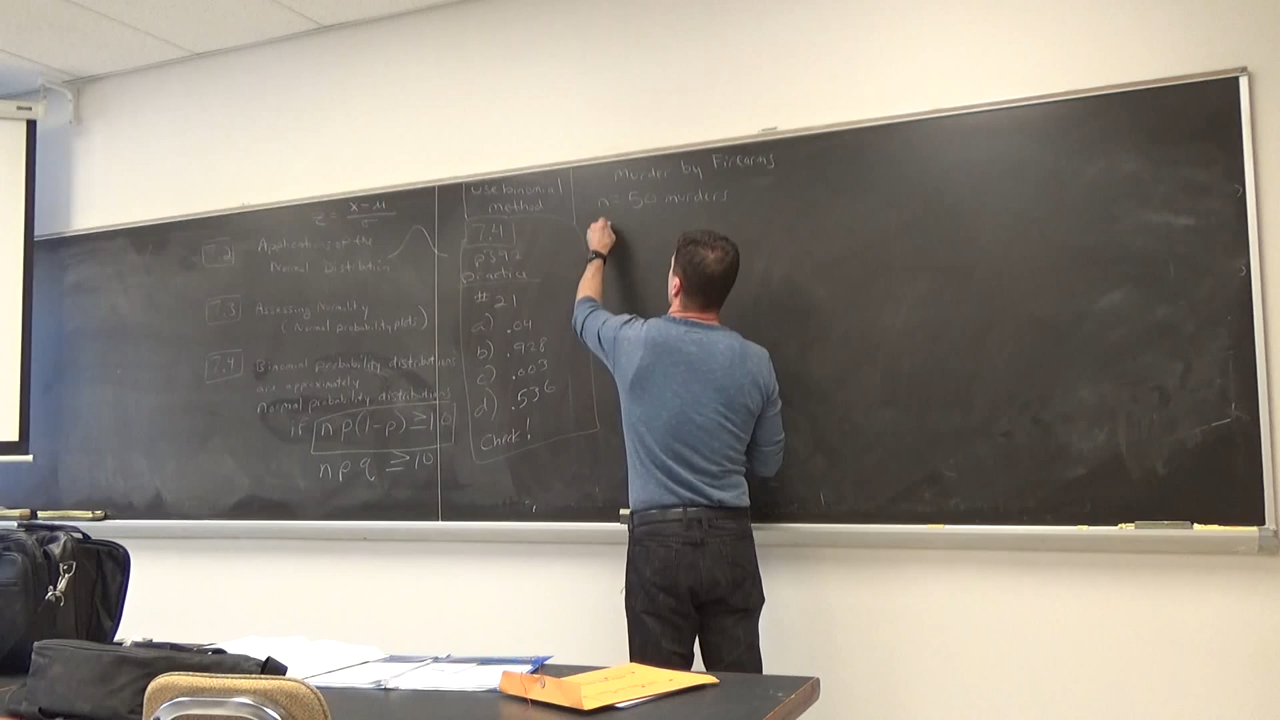 z = x-µ/σ
7.2 Applications of the
Normal Distribution
7.3 Assessing Normality
(Normal probability plots)
7.4 Binomial probability distributions
are approximately
Normal probability distributions
if np(1-p) ≥ 10
npq ≥ 10
Use binomial
method
7.4
p392
practice
#21
a) .04
b) .928
c) .003
d) .536
Check!
Murder by Firearms
n= 50 murders